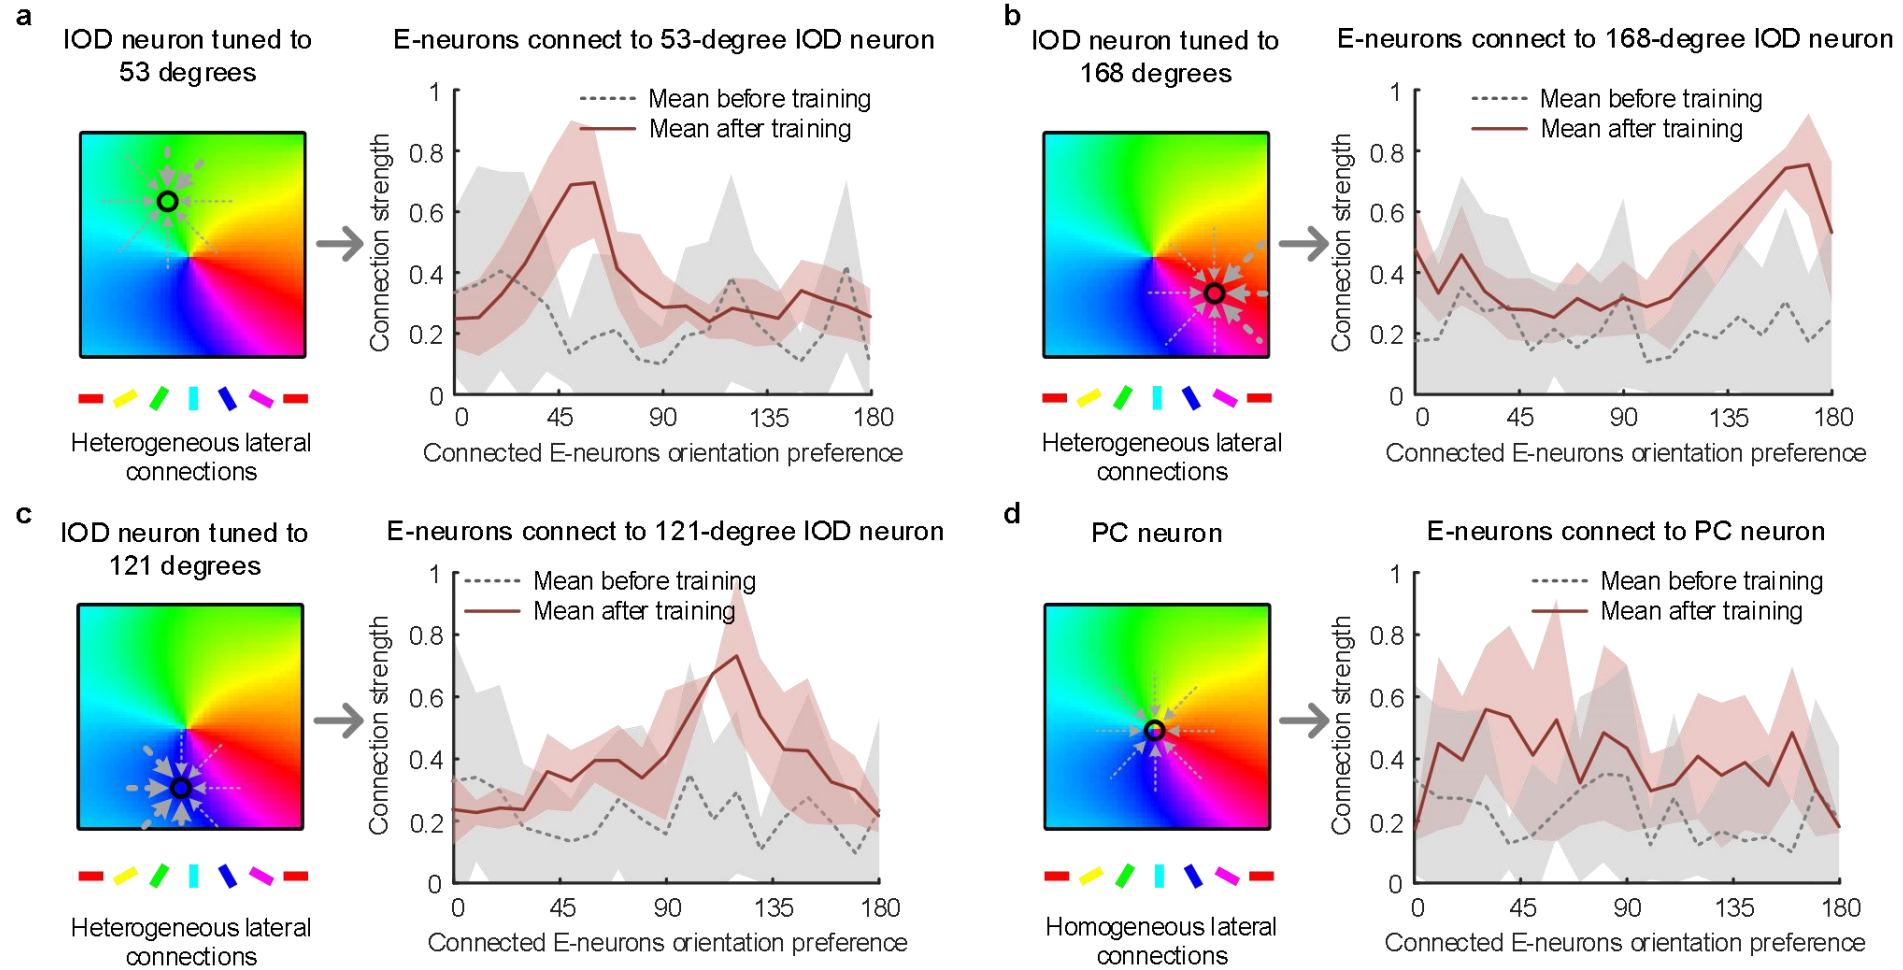 a
IOD neuron tuned to
53 degrees
Heterogeneous lateral
connections
E-neurons connect to 53-degree IOD neuron
Mean before training
Mean after training
Connection strength
1
0.8
0.6
0.4
0.2
0
0 45 90 135 180
Connected E-neurons orientation preference
b
IOD neuron tuned to
168 degrees
Heterogeneous lateral
connections
E-neurons connect to 168-degree IOD neuron
Mean before training
Mean after training
Connection strength
1
0.8
0.6
0.4
0.2
0
0 45 90 135 180
Connected E-neurons orientation preference
c
IOD neuron tuned to
121 degrees
Heterogeneous lateral
connections
E-neurons connect to 121-degree IOD neuron
Mean before training
Mean after training
Connection strength
1
0.8
0.6
0.4
0.2
0
0 45 90 135 180
Connected E-neurons orientation preference
d
PC neuron
Homogeneous lateral
connections
E-neurons connect to PC neuron
Mean before training
Mean after training
Connection strength
1
0.8
0.6
0.4
0.2
0
0 45 90 135 180
Connected E-neurons orientation preference